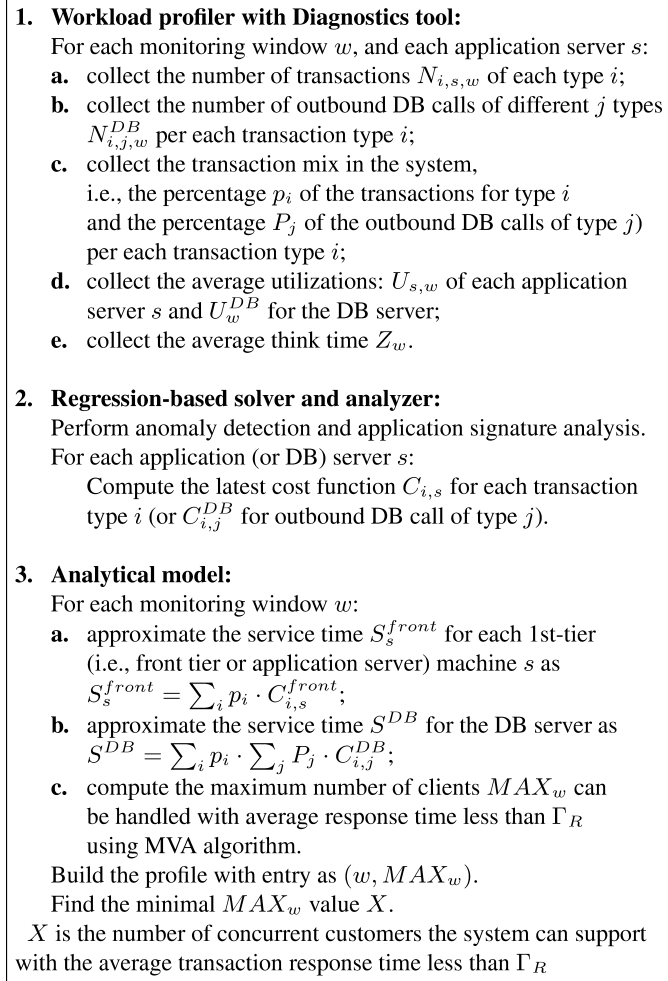 1. Workload profiler with Diagnostics tool:
For each monitoring window w, and each application server s:
a. collect the number of transactions N_{i,s,w} of each type i;
b. collect the number of outbound DB calls of different j types
N^{DB}_{i,j,w} per each transaction type i;
c. collect the transaction mix in the system,
i.e., the percentage p_i of the transactions for type i
and the percentage P_j of the outbound DB calls of type j)
per each transaction type i;
d. collect the average utilizations: U_{s,w} of each application
server s and U^{DB}_w for the DB server;
e. collect the average think time Z_w.
2. Regression-based solver and analyzer:
Perform anomaly detection and application signature analysis.
For each application (or DB) server s:
Compute the latest cost function C_{i,s} for each transaction
type i (or C^{DB}_{i,j} for outbound DB call of type j).
3. Analytical model:
For each monitoring window w:
a. approximate the service time S^{front}_s for each 1st-tier
(i.e., front tier or application server) machine s as
S^{front}_s = ∑_i p_i · C^{front}_{i,s};
b. approximate the service time S^{DB} for the DB server as
S^{DB} = ∑_i p_i · ∑_j P_j · C^{DB}_{i,j};
c. compute the maximum number of clients MAX_w can
be handled with average response time less than Γ_R
using MVA algorithm.
Build the profile with entry as (w, MAX_w).
Find the minimal MAX_w value X.
X is the number of concurrent customers the system can support
with the average transaction response time less than Γ_R